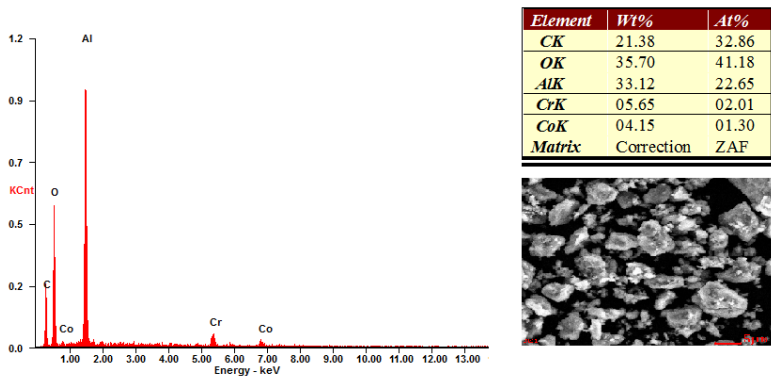 1.2
0.9
0.7
KCnt
0.5
0.2
0.0
Al
O
C
Co
Cr
Co
1.00 2.00 3.00 4.00 5.00 6.00 7.00 8.00 9.00 10.00 11.00 12.00 13.00
Energy - keV
Element Wt% At%
CK 21.38 32.86
OK 35.70 41.18
AlK 33.12 22.65
CrK 05.65 02.01
CoK 04.15 01.30
Matrix Correction ZAF